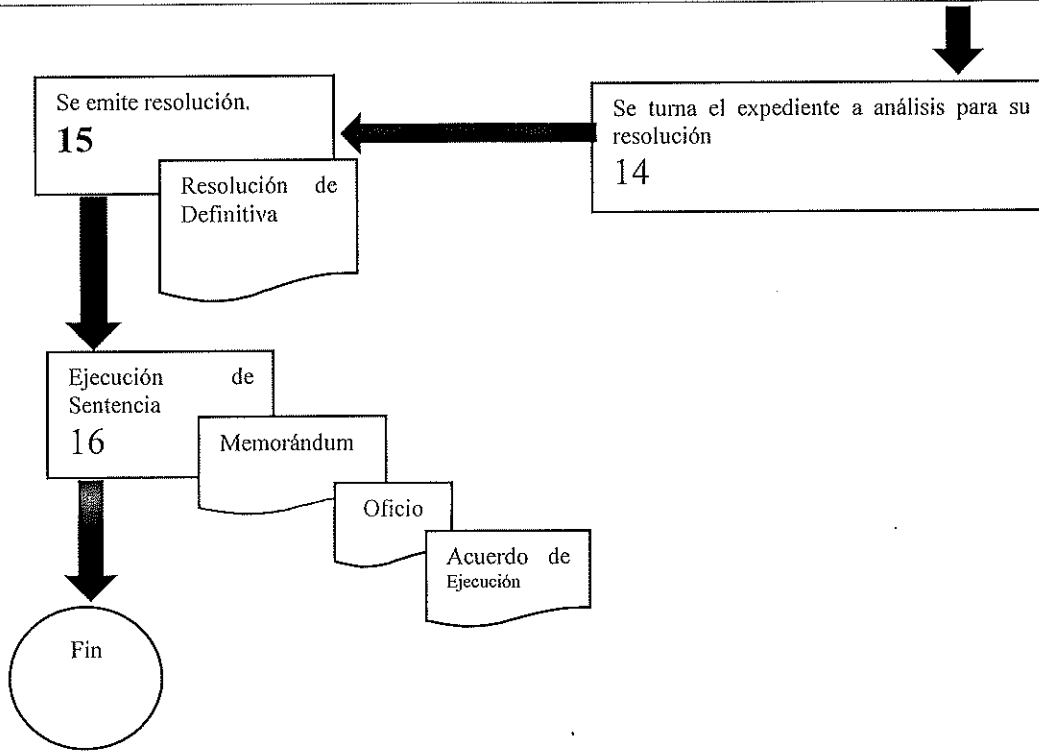 Se turna el expediente a análisis para su
resolución
14
Se emite resolución.
15
Resolución de
Definitiva
Ejecución de
Sentencia
16
Memorándum
Oficio
Acuerdo de
Ejecución
Fin